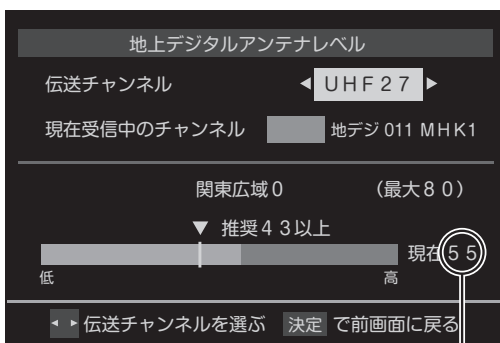 地上デジタルアンテナレベル
伝送チャンネル ◀ UHF27 ▶
現在受信中のチャンネル 地デジ 011 MHK1
関東広域0 (最大80)
▼ 推奨43以上
現在55
低 高
◂ ▸ 伝送チャンネルを選ぶ 決定 で前画面に戻る